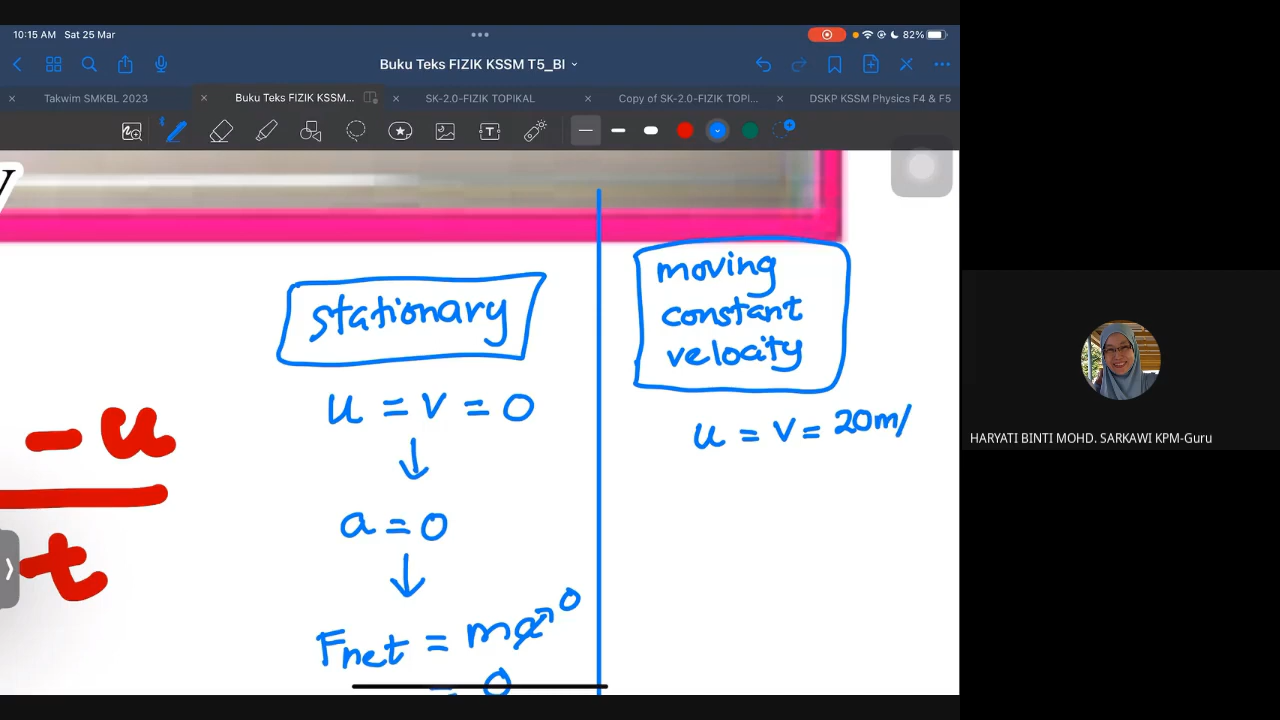 10:15 AM Sat 25 Mar
82%
Buku Teks FIZIK KSSM T5_BI
Takwim SMKBL 2023
Buku Teks FIZIK KSSM...
SK-2.0-FIZIK TOPIKAL
Copy of SK-2.0-FIZIK TOPI...
DSKP KSSM Physics F4 & F5
stationary
u = v = 0
↓
a = 0
↓
Fnet = ma 0
= 0
moving
constant
velocity
u = v = 20m/
- u
t
HARYATI BINTI MOHD. SARKAWI KPM-Guru